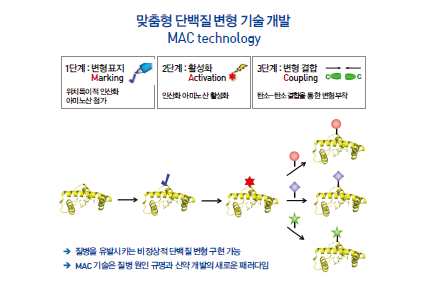 맞춤형 단백질 변형 기술 개발
MAC technology
1단계 : 변형표지
Marking
위치특이적 인산화
아미노산 첨가
2단계 : 활성화
Activation
인산화 아미노산 활성화
3단계 : 변형 결합
Coupling
C
C
탄소-탄소 결합을 통한 변형부착
➔ 질병을 유발시키는 비정상적 단백질 변형 구현 가능
➔ MAC 기술은 질병 원인 규명과 신약 개발의 새로운 패러다임